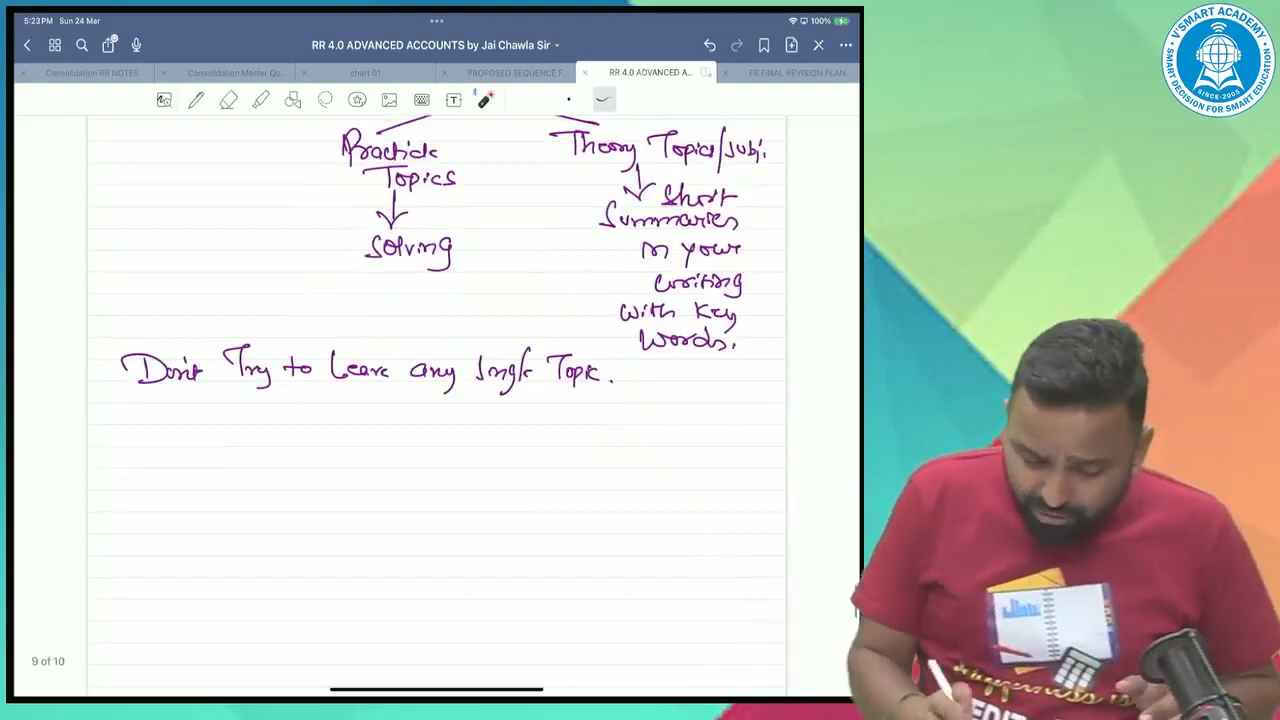 5:23 PM Sun 24 Mar
100%
RR 4.0 ADVANCED ACCOUNTS by Jai Chawla Sir
Consolidation RR NOTES
Consolidation Master Qu...
chart 01
PROPOSED SEQUENCE F...
RR 4.0 ADVANCED A...
FR FINAL REVISION PLAN...
Practicle
Topics
Solving
Theory Topics/Subj.
Short
Summaries
In your
writing
with Key
words.
Don't Try to Leave any Single Topic.
9 of 10
V'SMART ACADEMY
SMART DECISION FOR SMART EDUCATION
SINCE-2005
Happiness is